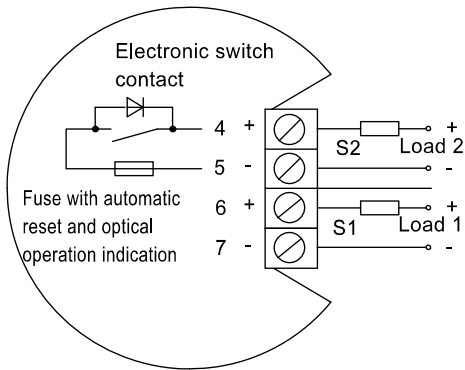 Electronic switch
contact
4 + S2 Load 2 +
5 - -
Fuse with automatic
reset and optical
operation indication
6 + S1 Load 1 +
7 - -